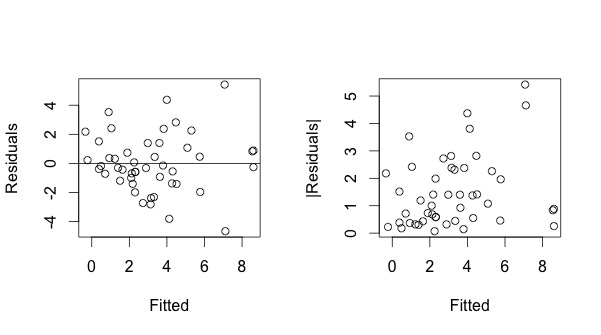 Residuals
4
2
0
-2
-4
0 2 4 6 8
Fitted
|Residuals|
5
4
3
2
1
0
0 2 4 6 8
Fitted